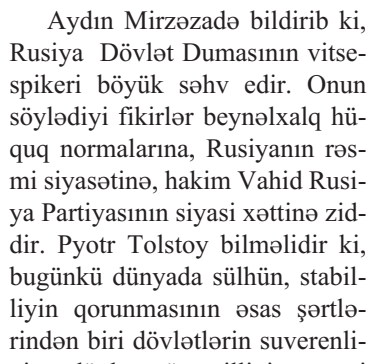 Aydın Mirzəzadə bildirib ki,
Rusiya Dövlət Dumasının vitse-
spikeri böyük səhv edir. Onun
söylədiyi fikirlər beynəlxalq hü-
quq normalarına, Rusiyanın rəs-
mi siyasətinə, hakim Vahid Rusi-
ya Partiyasının siyasi xəttinə zid-
dir. Pyotr Tolstoy bilməlidir ki,
bugünkü dünyada sülhün, stabil-
liyin qorunmasının əsas şərtlə-
rindən biri dövlətlərin suverenli-